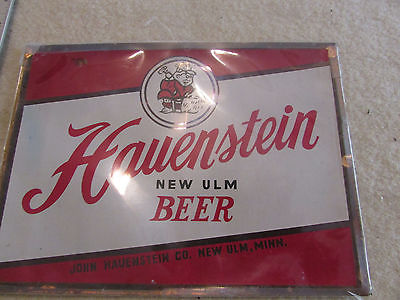 Hauenstein
NEW ULM
BEER
JOHN HAUENSTEIN CO. NEW ULM, MINN.